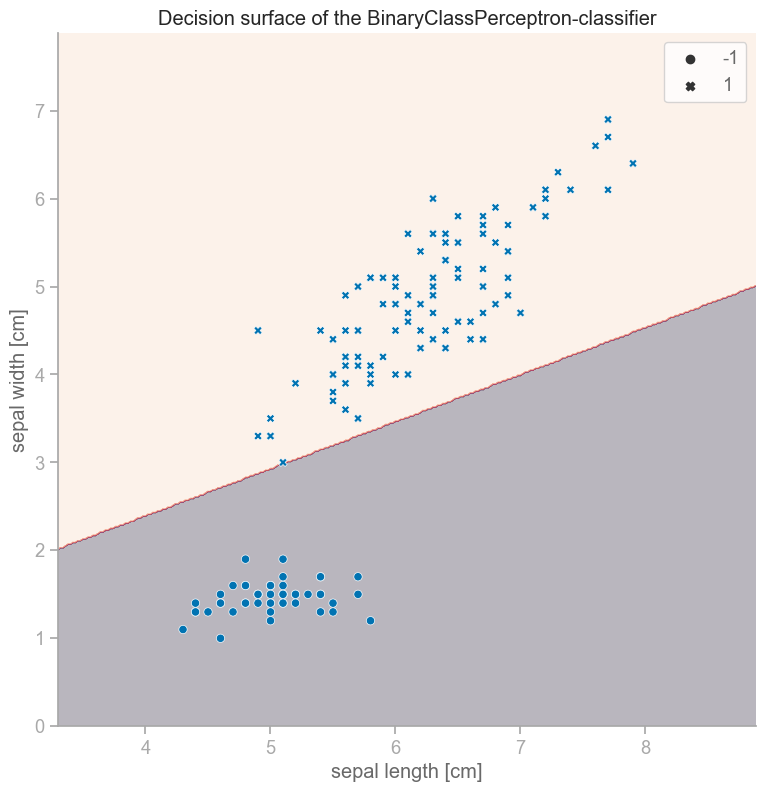 Decision surface of the BinaryClassPerceptron-classifier
-1
1
7
6
5
4
3
2
1
0
sepal width [cm]
4 5 6 7 8
sepal length [cm]